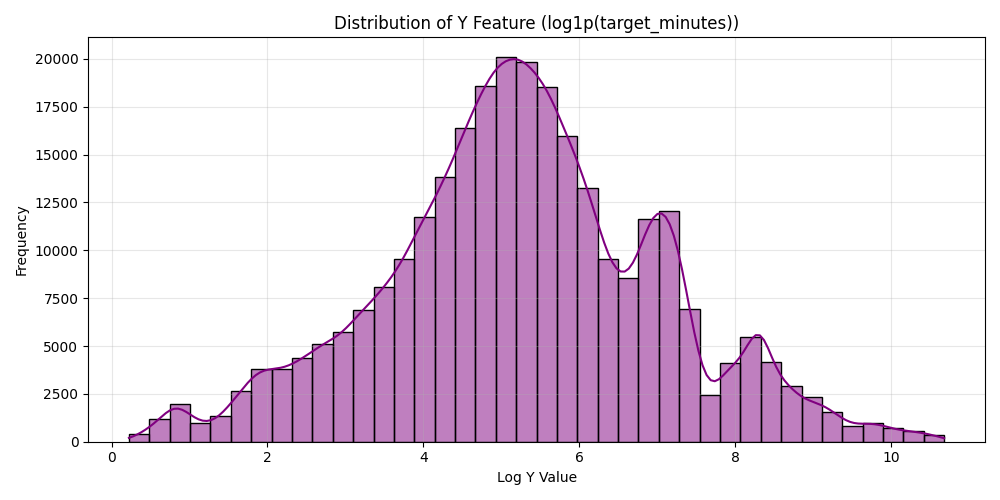 Distribution of Y Feature (log1p(target_minutes))
20000
17500
15000
12500
10000
7500
5000
2500
0
Frequency
0 2 4 6 8 10
Log Y Value